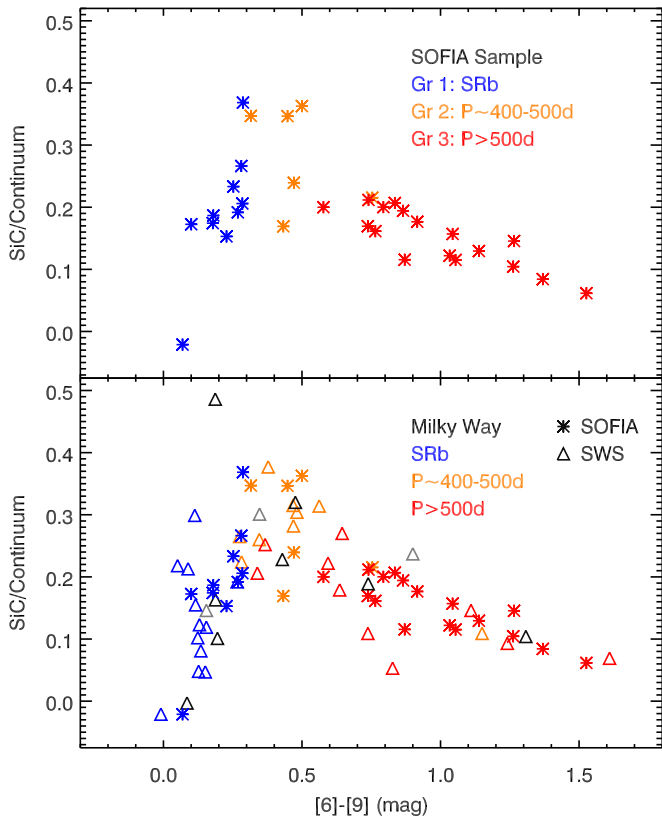 0.5
0.4
0.3
0.2
0.1
0.0
SiC/Continuum
SOFIA Sample
Gr 1: SRb
Gr 2: P~400-500d
Gr 3: P>500d
0.5
0.4
0.3
0.2
0.1
0.0
SiC/Continuum
Milky Way
SRb
P~400-500d
P>500d
SOFIA
SWS
0.0 0.5 1.0 1.5
[6]-[9] (mag)